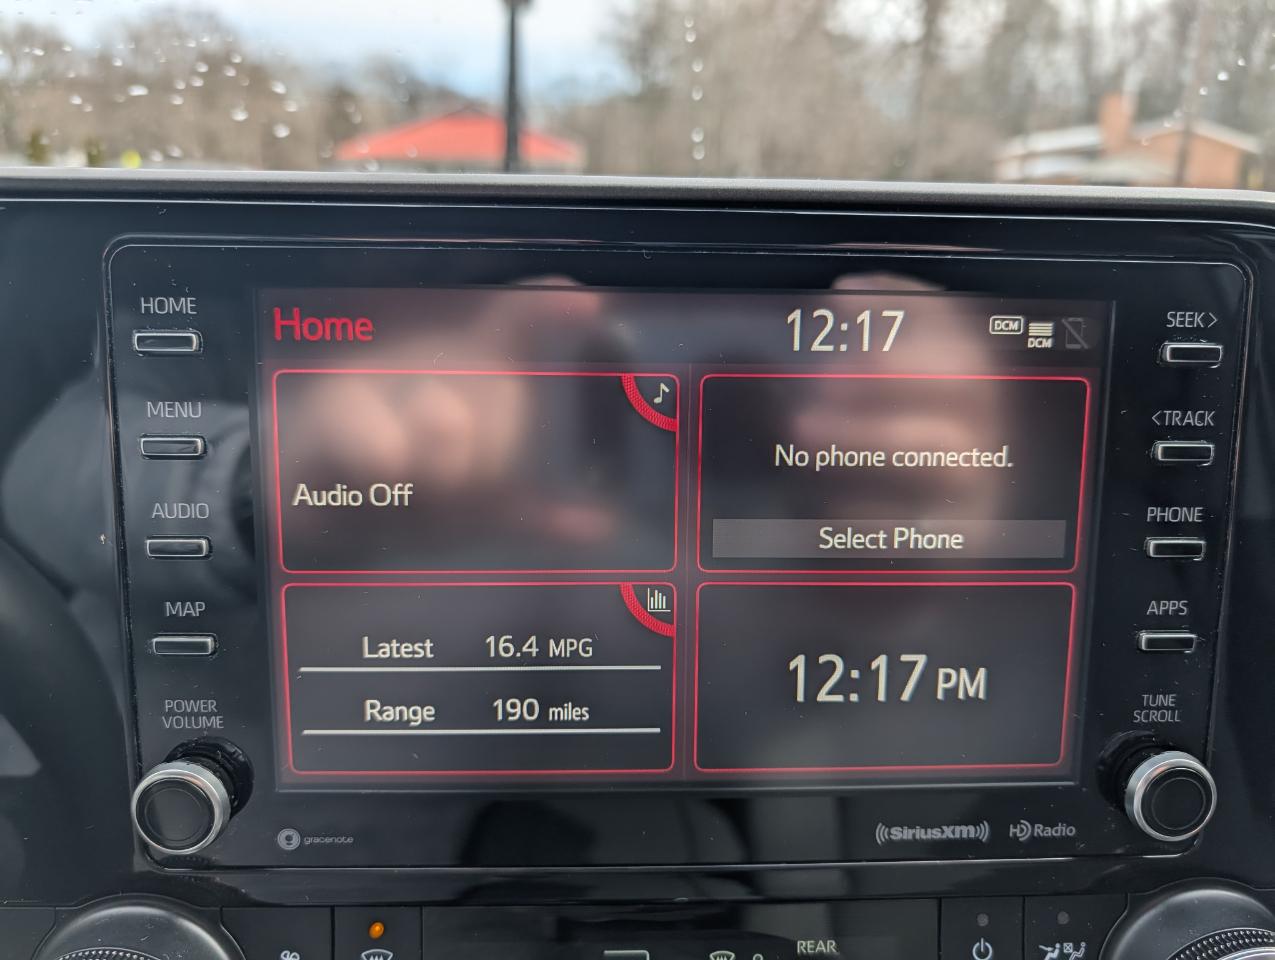 HOME
MENU
AUDIO
MAP
POWER
VOLUME
Home
12:17
DCM
DCM
Audio Off
No phone connected.
Select Phone
Latest 16.4 MPG
Range 190 miles
12:17 PM
SEEK>
<TRACK
PHONE
APPS
TUNE
SCROLL
gracenote
((SiriusXM))
HD Radio
REAR